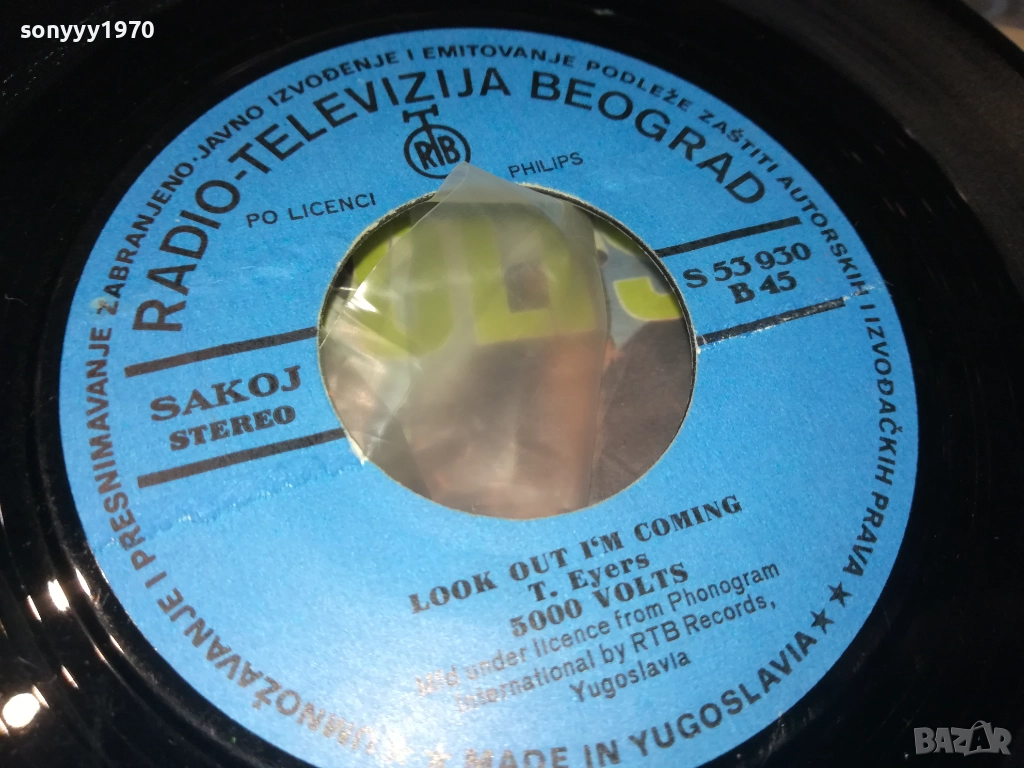 sonyyy1970
UMNOŽAVANJE I PRESNIMAVANJE ZABRANJENO · JAVNO IZVOĐENJE I EMITOVANJE PODLEŽE ZAŠTITI AUTORSKIH I IZVOĐAČKIH PRAVA
RADIO-TELEVIZIJA BEOGRAD
RTB
PO LICENCI PHILIPS
SAKOJ
STEREO
S 53 930
B 45
LOOK OUT I'M COMING
T. Eyers
5000 VOLTS
Mfd under licence from Phonogram
International by RTB Records,
Yugoslavia
★ MADE IN YUGOSLAVIA ★ ★
BAZAR